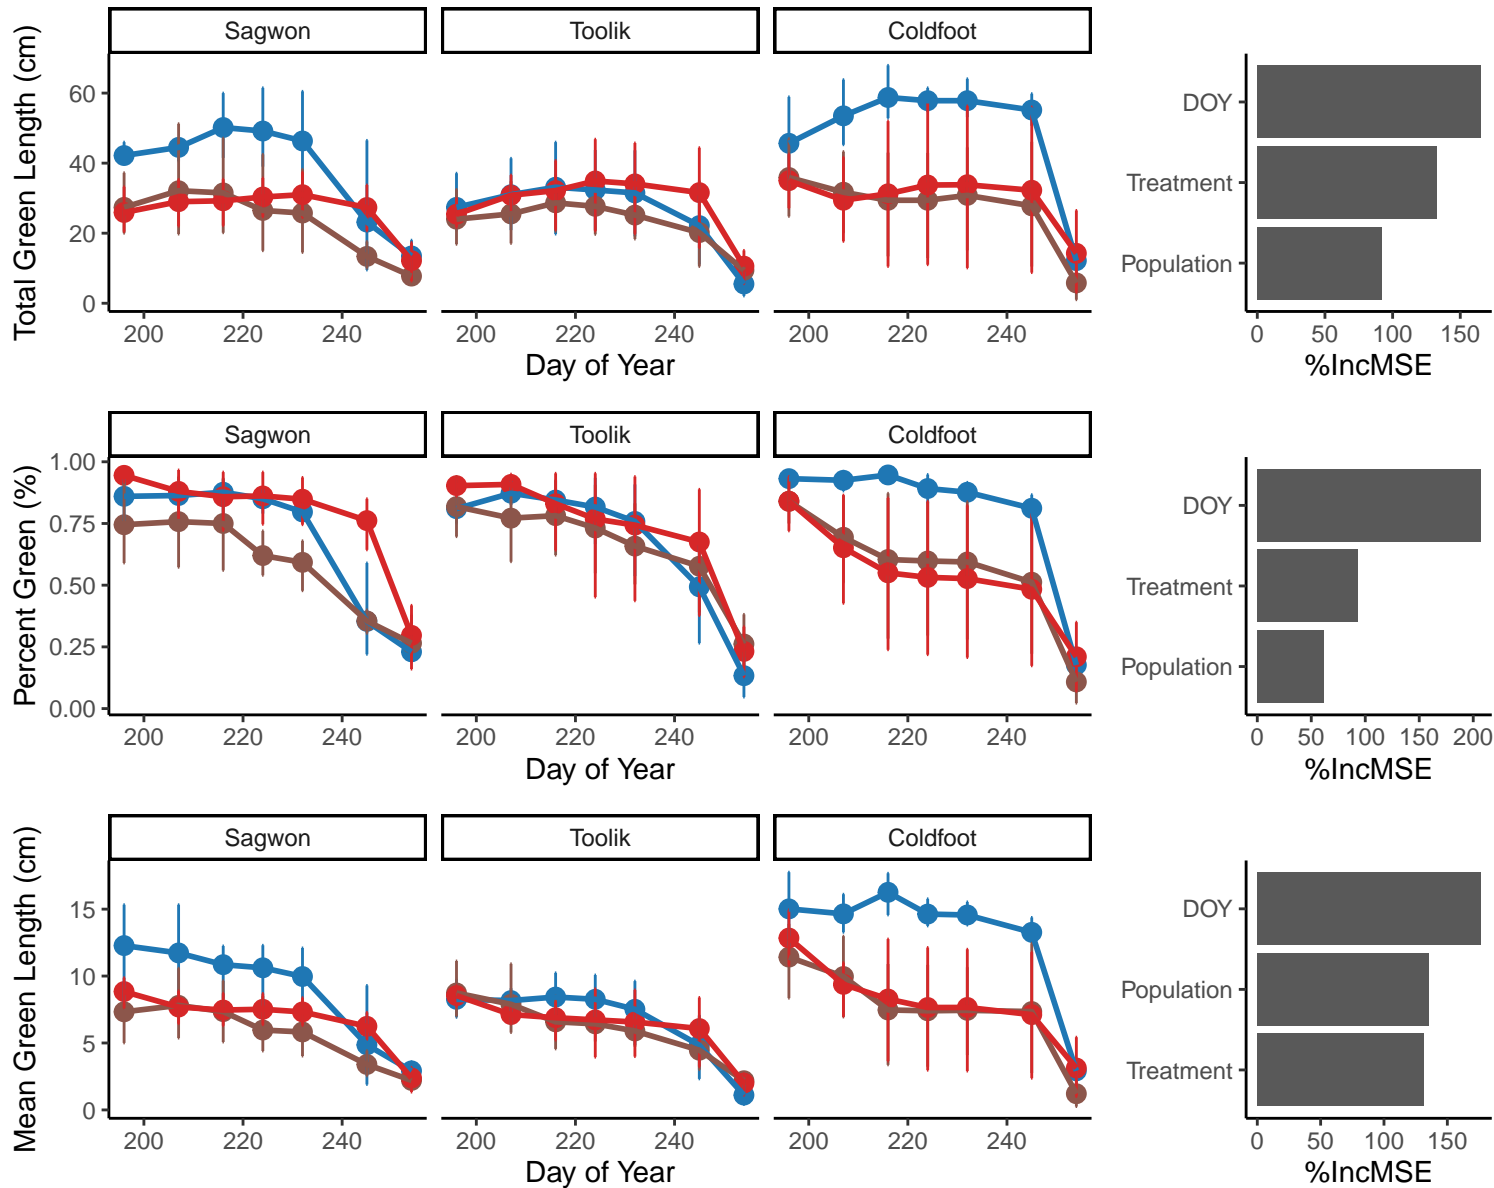 Sagwon Toolik Coldfoot
Total Green Length (cm)
60
40
20
0
200 220 240 200 220 240 200 220 240
Day of Year
DOY
Treatment
Population
0 50 100 150
%IncMSE
Sagwon Toolik Coldfoot
Percent Green (%)
1.00
0.75
0.50
0.25
0.00
200 220 240 200 220 240 200 220 240
Day of Year
DOY
Treatment
Population
0 50 100 150 200
%IncMSE
Sagwon Toolik Coldfoot
Mean Green Length (cm)
15
10
5
0
200 220 240 200 220 240 200 220 240
Day of Year
DOY
Population
Treatment
0 50 100 150
%IncMSE